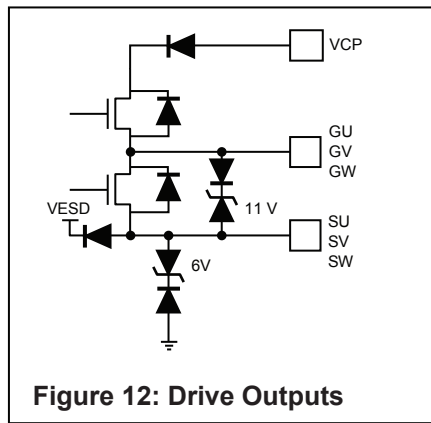 VCP
GU
GV
GW
11 V
VESD
SU
SV
SW
6V
Figure 12: Drive Outputs